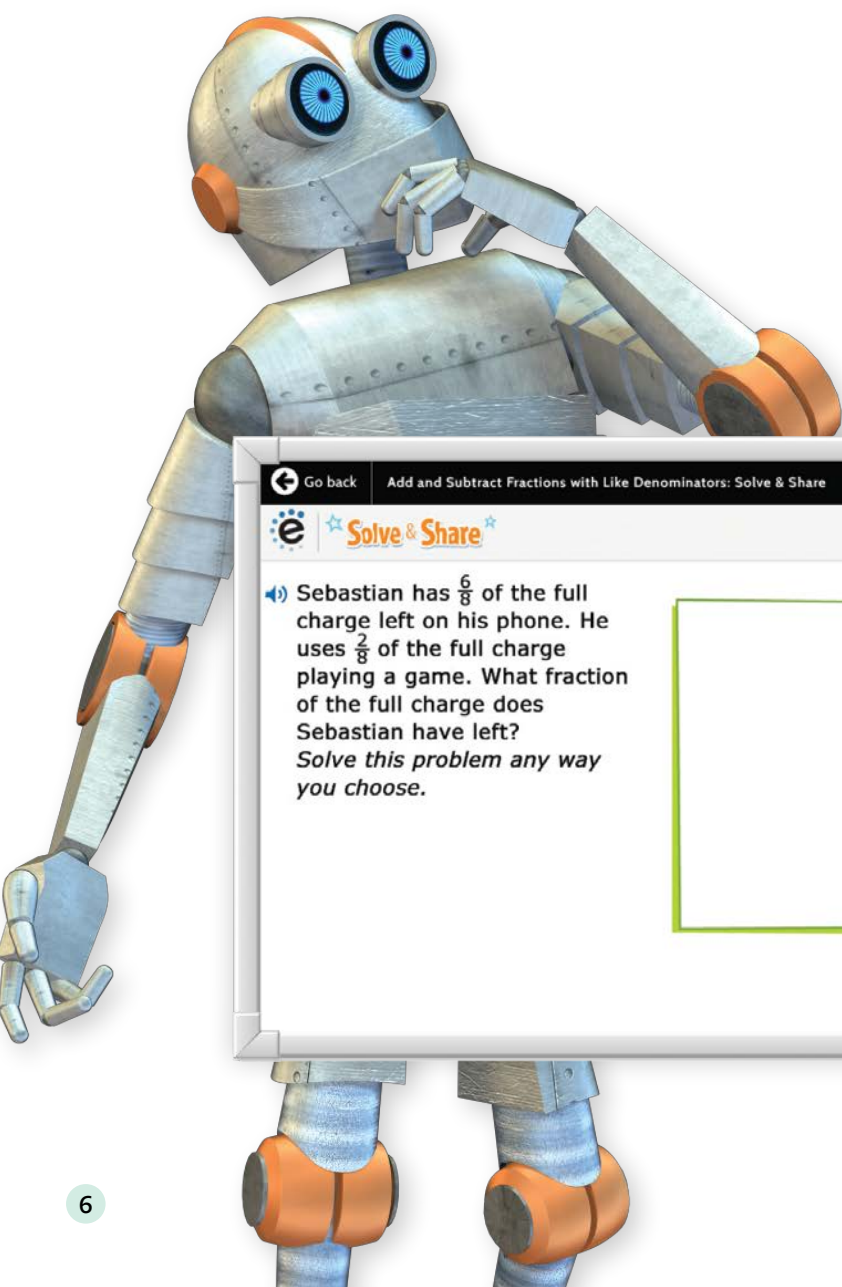 Go back Add and Subtract Fractions with Like Denominators: Solve & Share
e Solve & Share
Sebastian has 6/8 of the full
charge left on his phone. He
uses 2/8 of the full charge
playing a game. What fraction
of the full charge does
Sebastian have left?
Solve this problem any way
you choose.
6